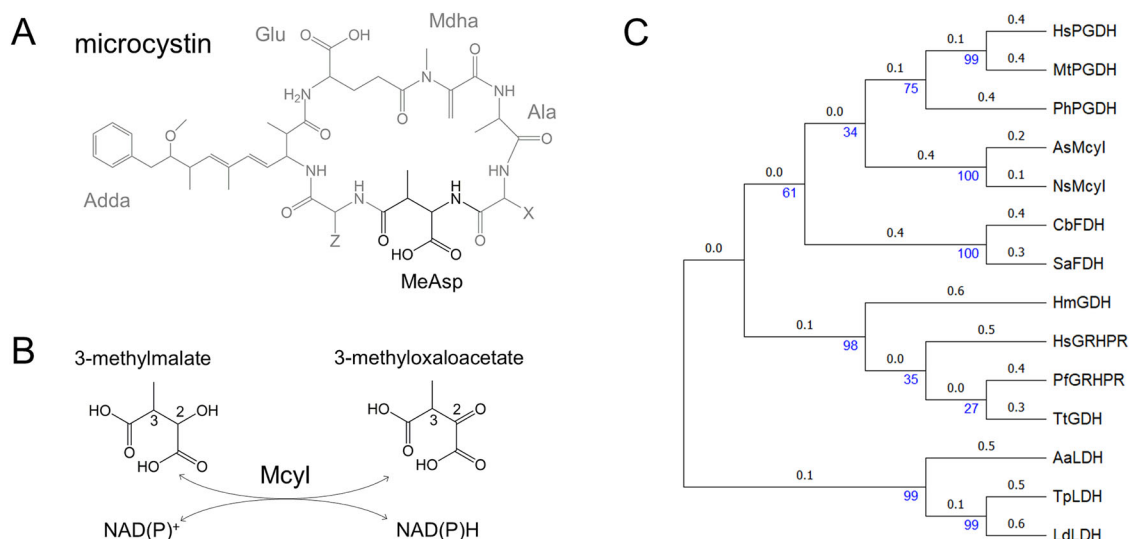 A
microcystin
Glu
O
OH
Mdha
H₂N
O
O
N
O
NH
Ala
O
O
NH
NH
O
Adda
Z
H
N
O
H
N
O
X
HO
O
MeAsp
B
3-methylmalate
3-methyloxaloacetate
HO
3
2
OH
O
HO
O
HO
3
2
O
O
HO
O
McyI
NAD(P)⁺
NAD(P)H
C
0.4
HsPGDH
0.1
99
0.4
MtPGDH
0.1
75
0.4
PhPGDH
0.0
34
0.2
AsMcyI
0.4
100
0.1
NsMcyI
0.0
61
0.4
CbFDH
0.4
100
0.3
SaFDH
0.0
0.6
HmGDH
0.1
98
0.5
HsGRHPR
0.0
35
0.4
PfGRHPR
0.0
27
0.3
TtGDH
0.5
AaLDH
0.1
99
0.5
TpLDH
0.1
99
0.6
LdLDH